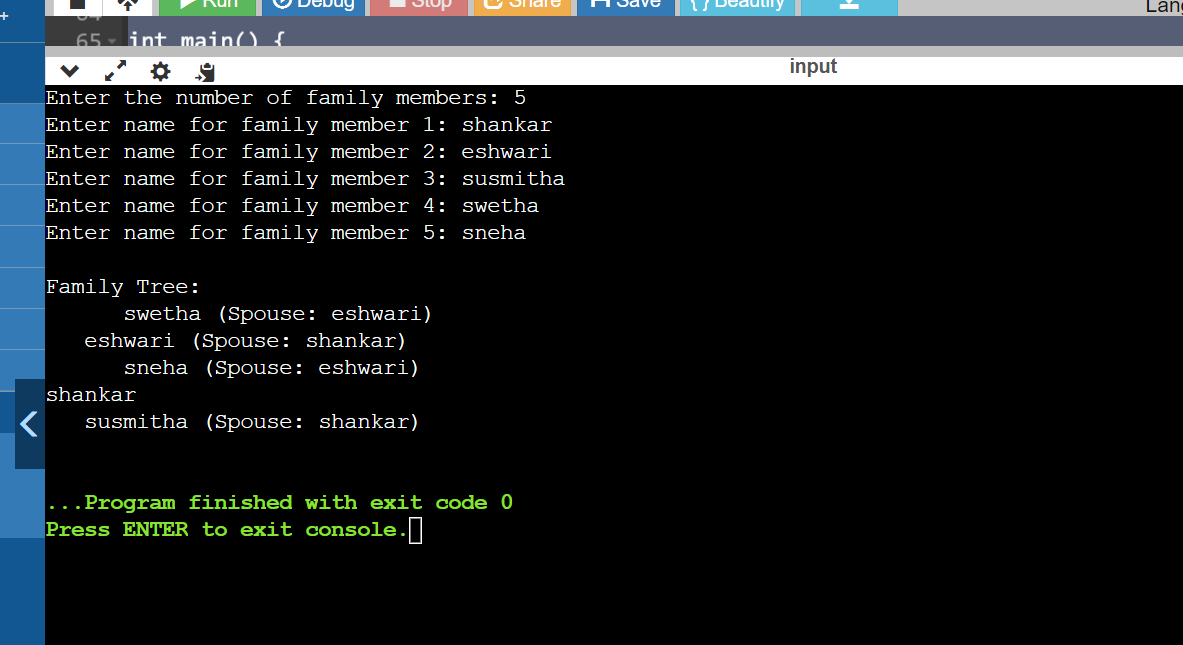 Run Debug Stop Share Save { } Beautify
65 int main() {
input
Enter the number of family members: 5
Enter name for family member 1: shankar
Enter name for family member 2: eshwari
Enter name for family member 3: susmitha
Enter name for family member 4: swetha
Enter name for family member 5: sneha
Family Tree:
swetha (Spouse: eshwari)
eshwari (Spouse: shankar)
sneha (Spouse: eshwari)
shankar
susmitha (Spouse: shankar)
...Program finished with exit code 0
Press ENTER to exit console.